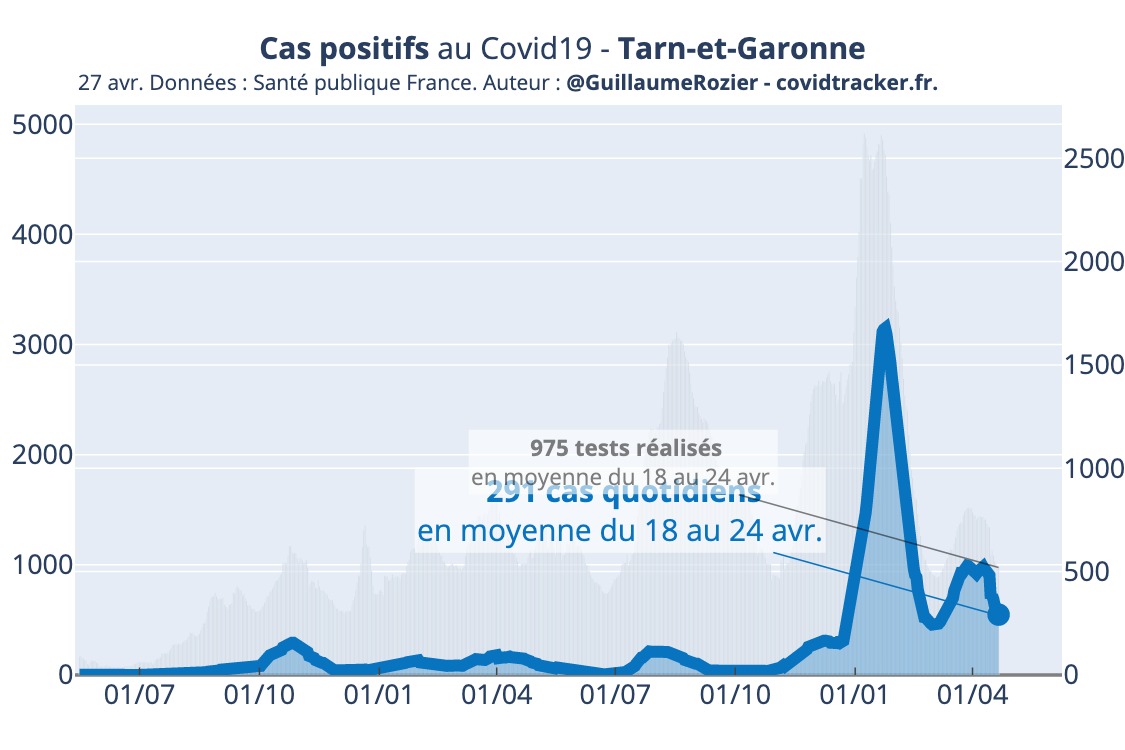 Cas positifs au Covid19 - Tarn-et-Garonne
27 avr. Données : Santé publique France. Auteur : @GuillaumeRozier - covidtracker.fr.
5000
4000
3000
2000
1000
0
2500
2000
1500
1000
500
0
975 tests réalisés
en moyenne du 18 au 24 avr.
291 cas quotidiens
en moyenne du 18 au 24 avr.
01/07 01/10 01/01 01/04 01/07 01/10 01/01 01/04